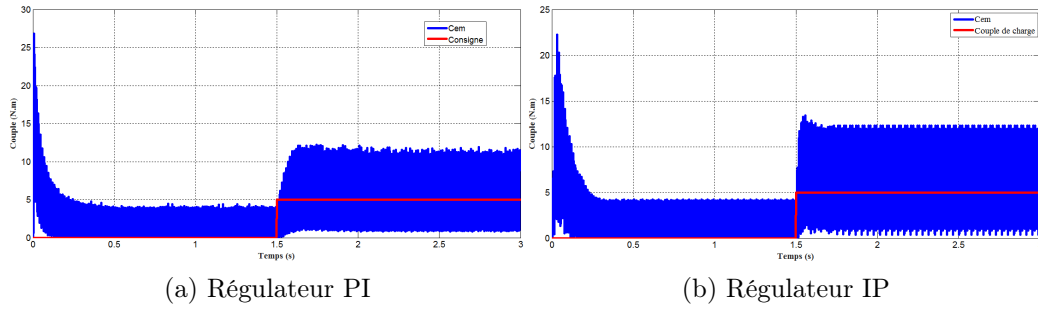 30
25
20
15
10
5
0
Couple (N.m)
0 0.5 1 1.5 2 2.5 3
Temps (s)
Cem
Consigne
(a) Régulateur PI
25
20
15
10
5
0
Couple (N.m)
0 0.5 1 1.5 2 2.5
Temps (s)
Cem
Couple de charge
(b) Régulateur IP